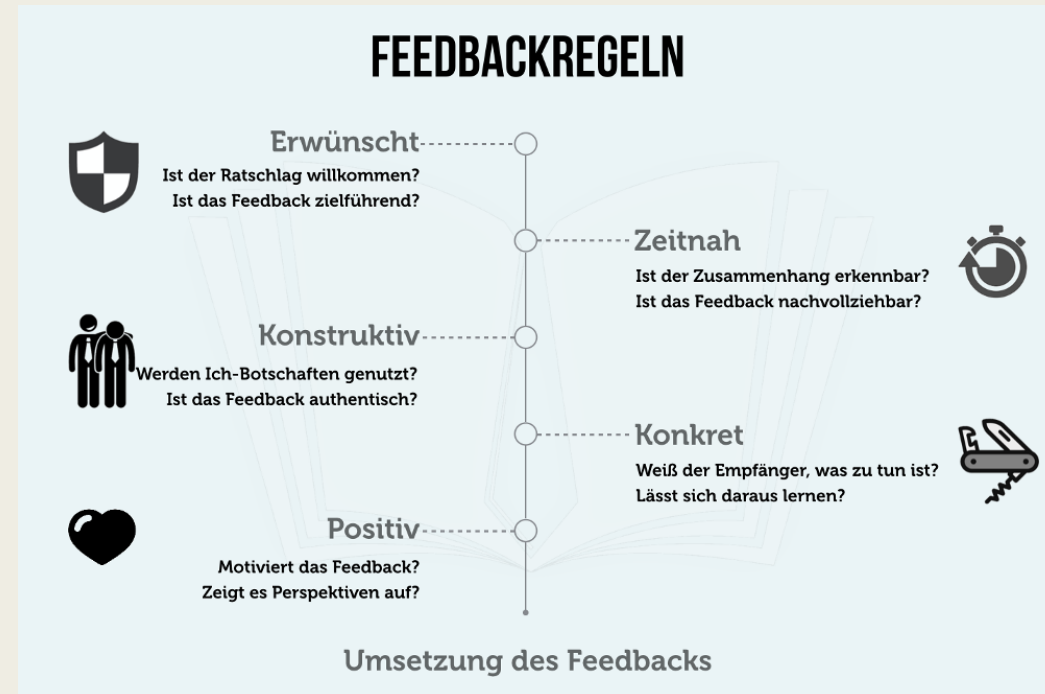 FEEDBACKREGELN
Erwünscht
Ist der Ratschlag willkommen?
Ist das Feedback zielführend?
Zeitnah
Ist der Zusammenhang erkennbar?
Ist das Feedback nachvollziehbar?
Konstruktiv
Werden Ich-Botschaften genutzt?
Ist das Feedback authentisch?
Konkret
Weiß der Empfänger, was zu tun ist?
Lässt sich daraus lernen?
Positiv
Motiviert das Feedback?
Zeigt es Perspektiven auf?
Umsetzung des Feedbacks